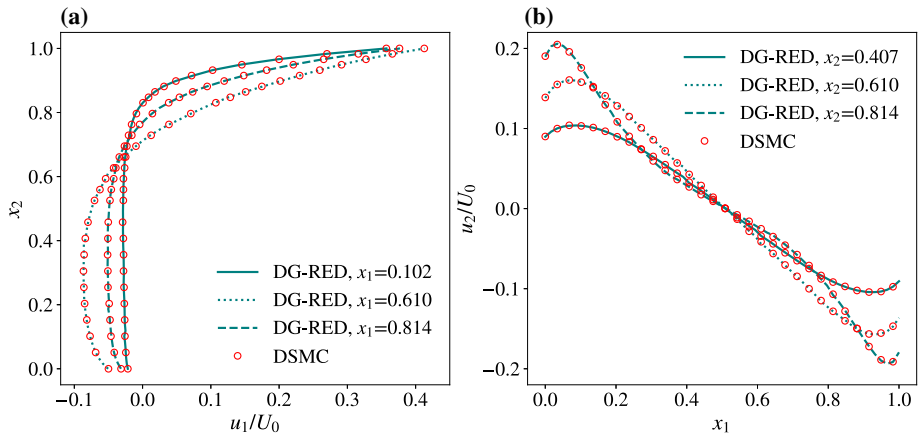 (a)
1.0
0.8
0.6
0.4
0.2
0.0
x₂
DG-RED, x₁=0.102
DG-RED, x₁=0.610
DG-RED, x₁=0.814
DSMC
−0.1 0.0 0.1 0.2 0.3 0.4
u₁/U₀
(b)
0.2
0.1
0.0
−0.1
−0.2
u₂/U₀
DG-RED, x₂=0.407
DG-RED, x₂=0.610
DG-RED, x₂=0.814
DSMC
0.0 0.2 0.4 0.6 0.8 1.0
x₁